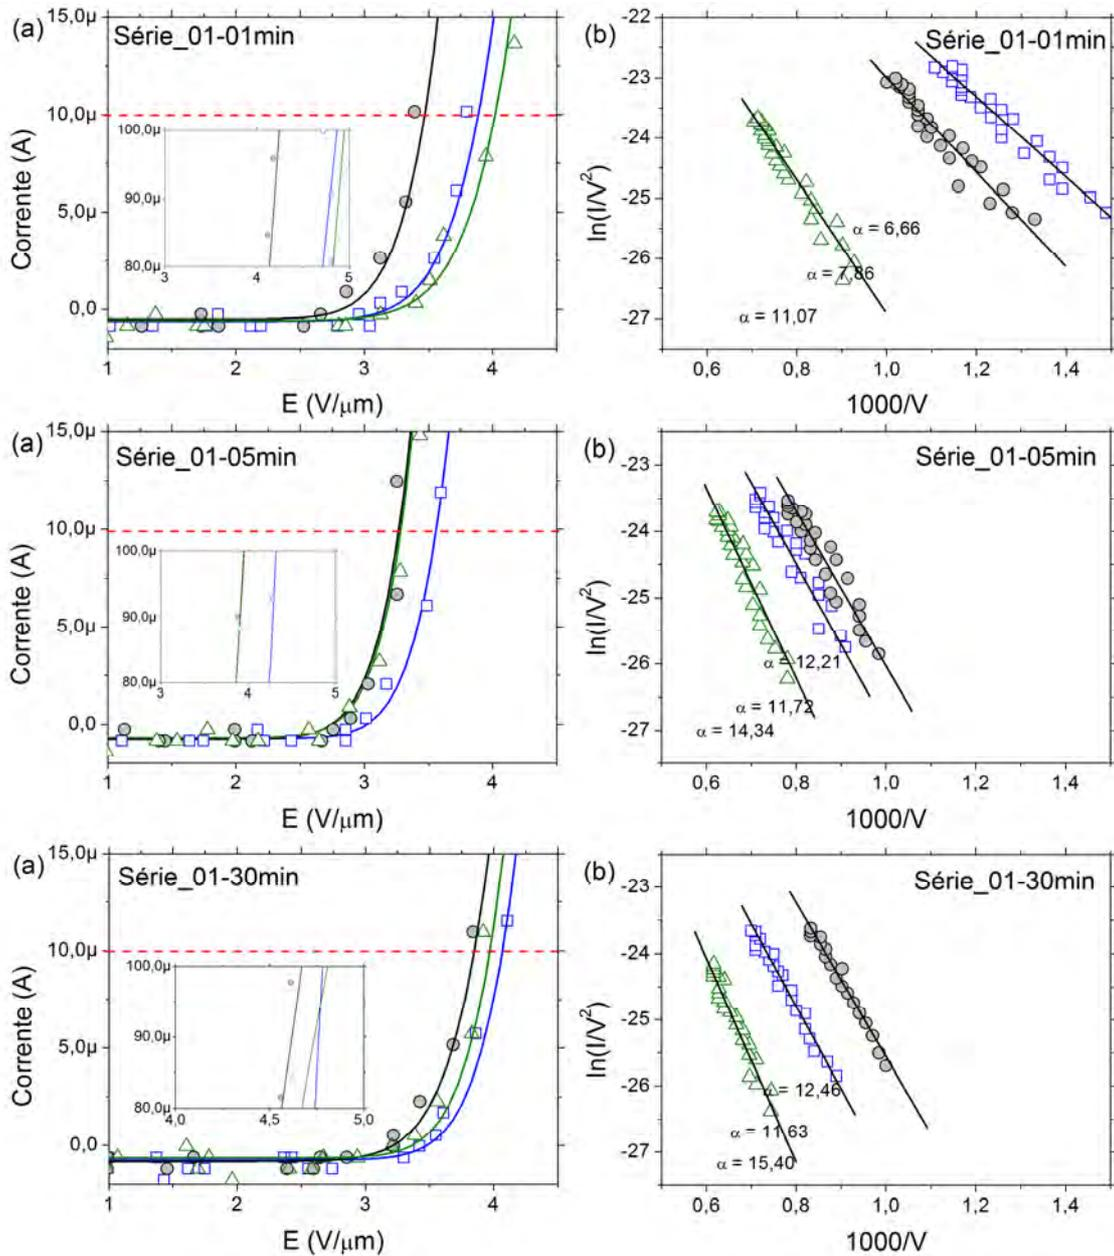 (a)
Série_01-01min
15,0µ
10,0µ
5,0µ
0,0
Corrente (A)
100,0µ
90,0µ
80,0µ
3 4 5
1 2 3 4
E (V/µm)
(b)
Série_01-01min
-22
-23
-24
-25
-26
-27
ln(I/V²)
α = 6,66
α = 7,86
α = 11,07
0,6 0,8 1,0 1,2 1,4
1000/V
(a)
Série_01-05min
15,0µ
10,0µ
5,0µ
0,0
Corrente (A)
100,0µ
90,0µ
80,0µ
3 4 5
1 2 3 4
E (V/µm)
(b)
Série_01-05min
-23
-24
-25
-26
-27
ln(I/V²)
α = 12,21
α = 11,72
α = 14,34
0,6 0,8 1,0 1,2 1,4
1000/V
(a)
Série_01-30min
15,0µ
10,0µ
5,0µ
0,0
Corrente (A)
100,0µ
90,0µ
80,0µ
4,0 4,5 5,0
1 2 3 4
E (V/µm)
(b)
Série_01-30min
-23
-24
-25
-26
-27
ln(I/V²)
α = 12,46
α = 11,63
α = 15,40
0,6 0,8 1,0 1,2 1,4
1000/V